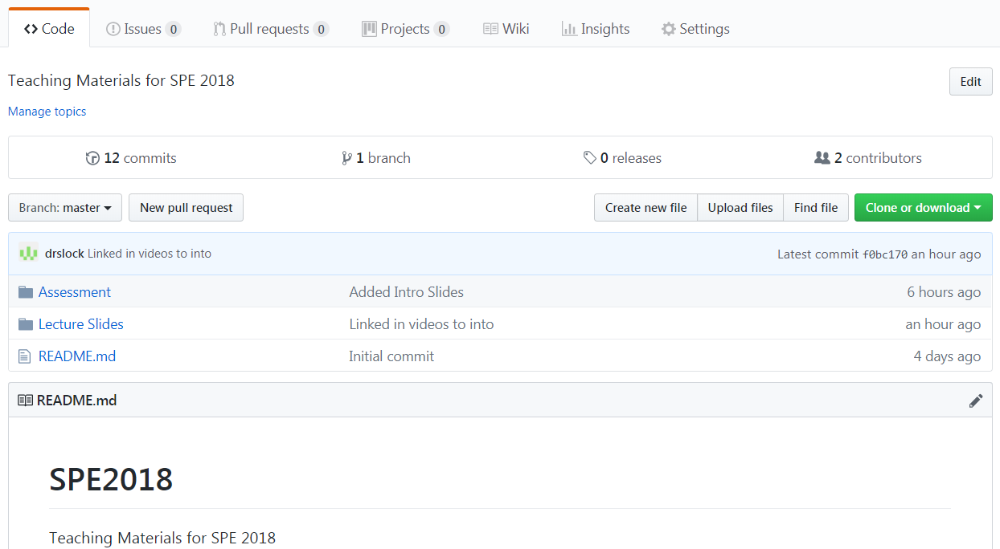 Code Issues 0 Pull requests 0 Projects 0 Wiki Insights Settings
Teaching Materials for SPE 2018 Edit
Manage topics
12 commits 1 branch 0 releases 2 contributors
Branch: master New pull request Create new file Upload files Find file Clone or download
drslock Linked in videos to into Latest commit f0bc170 an hour ago
Assessment Added Intro Slides 6 hours ago
Lecture Slides Linked in videos to into an hour ago
README.md Initial commit 4 days ago
README.md
SPE2018
Teaching Materials for SPE 2018